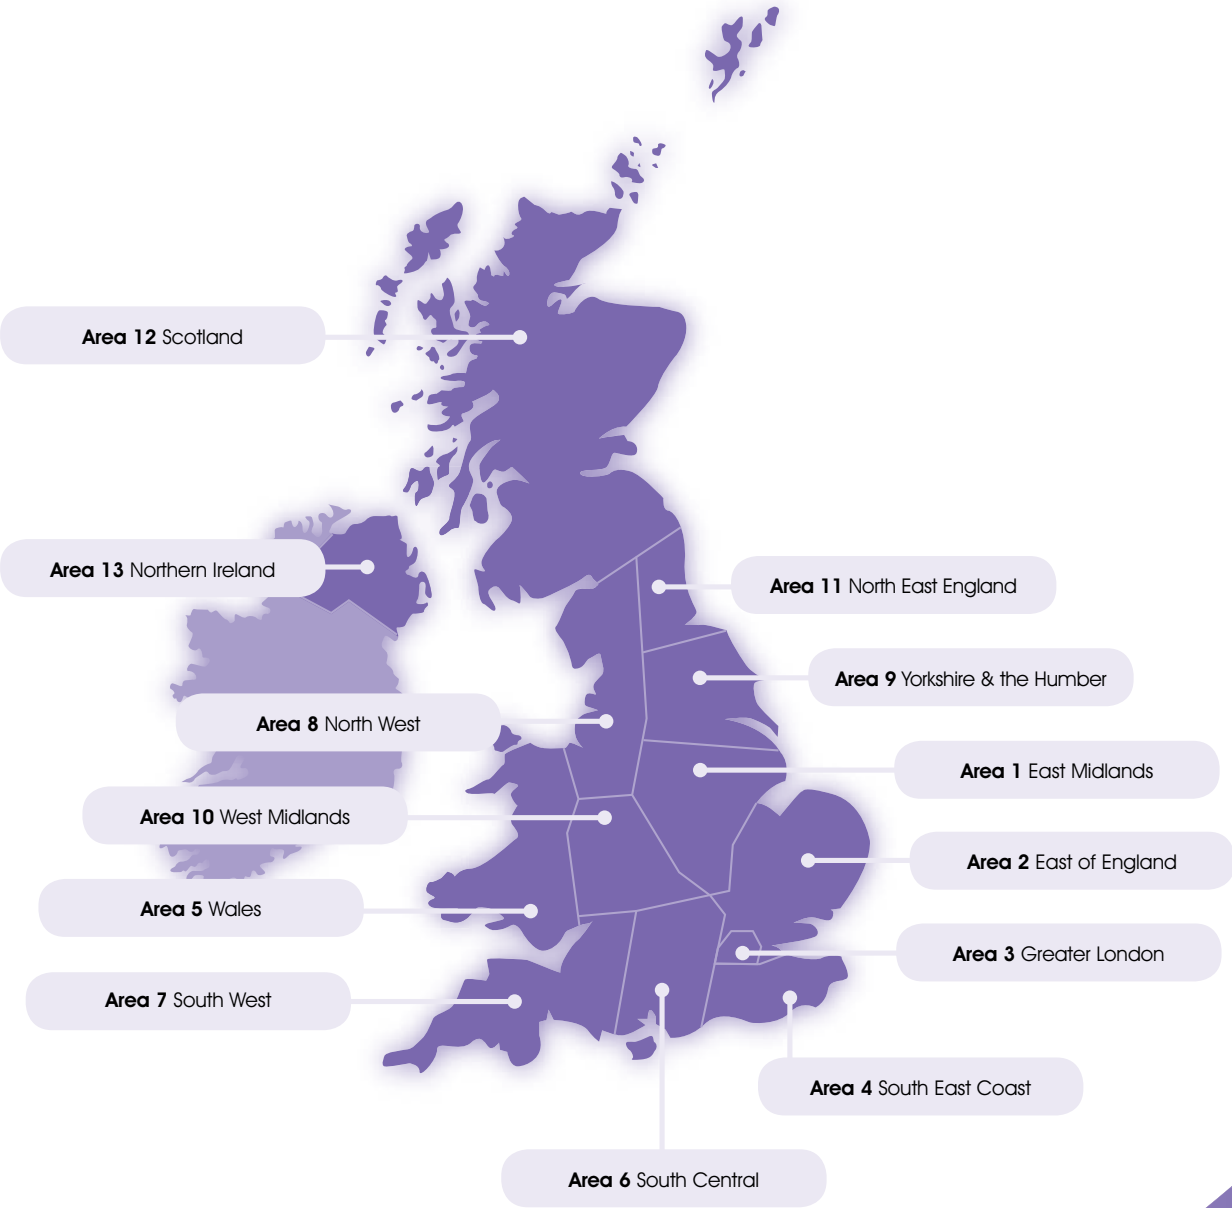 Area 12 Scotland
Area 13 Northern Ireland
Area 11 North East England
Area 9 Yorkshire & the Humber
Area 8 North West
Area 1 East Midlands
Area 10 West Midlands
Area 2 East of England
Area 5 Wales
Area 3 Greater London
Area 7 South West
Area 4 South East Coast
Area 6 South Central